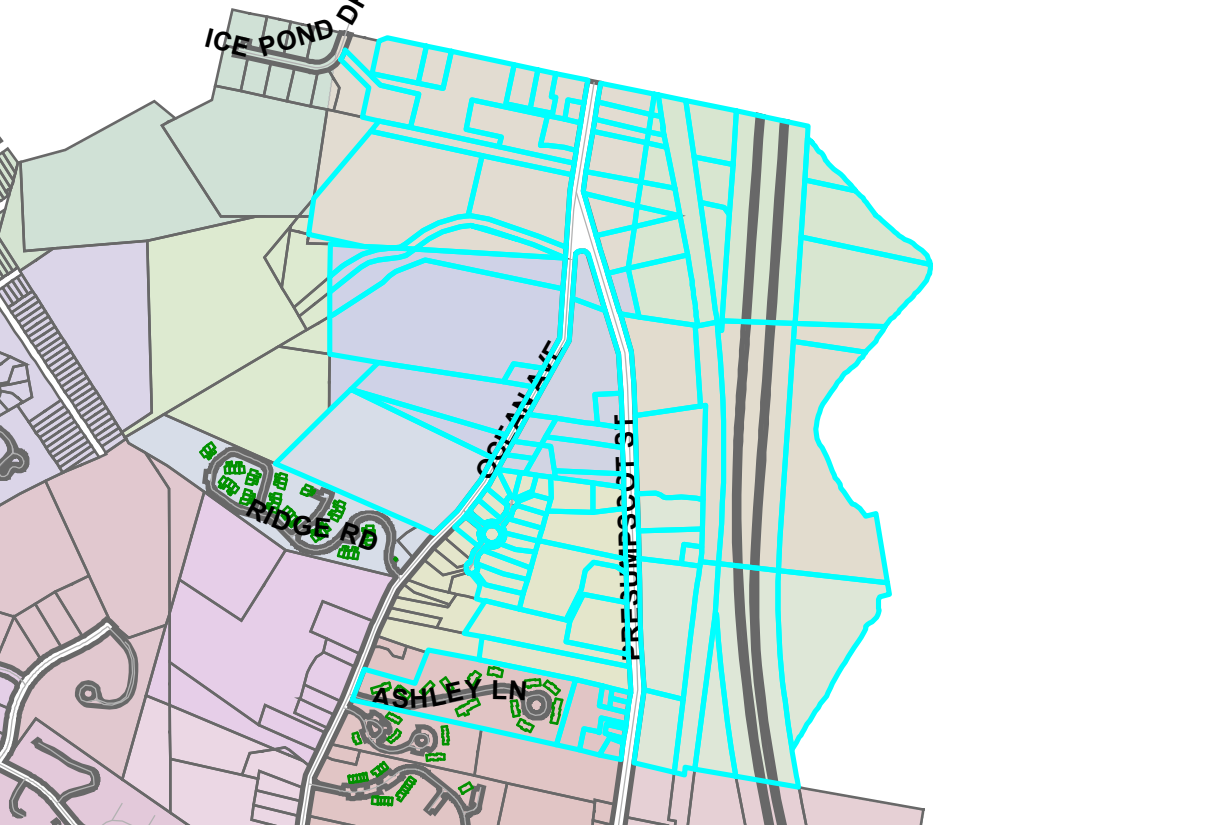 ICE POND DR
OCEAN AVE
PRESUMPSCOT ST
RIDGE RD
ASHLEY LN